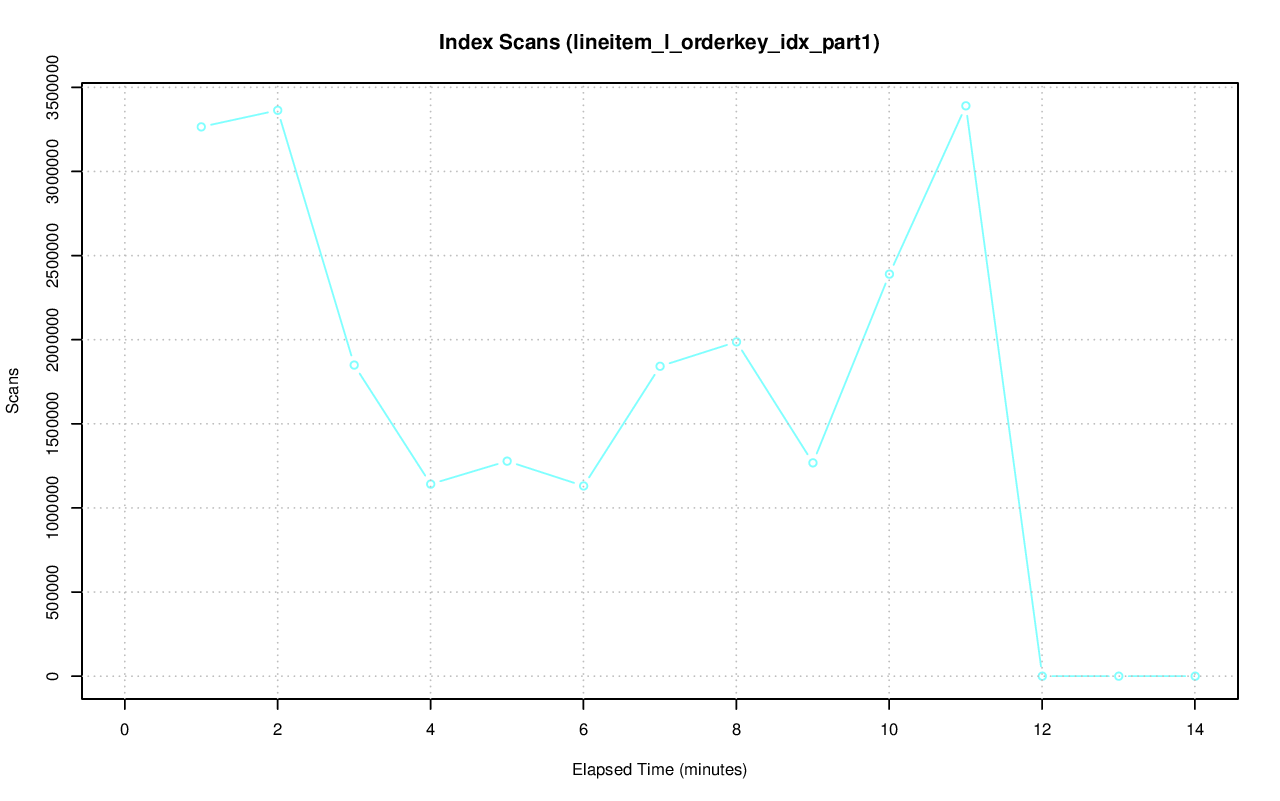 Index Scans (lineitem_l_orderkey_idx_part1)
3500000
3000000
2500000
2000000
1500000
1000000
500000
0
Scans
0 2 4 6 8 10 12 14
Elapsed Time (minutes)